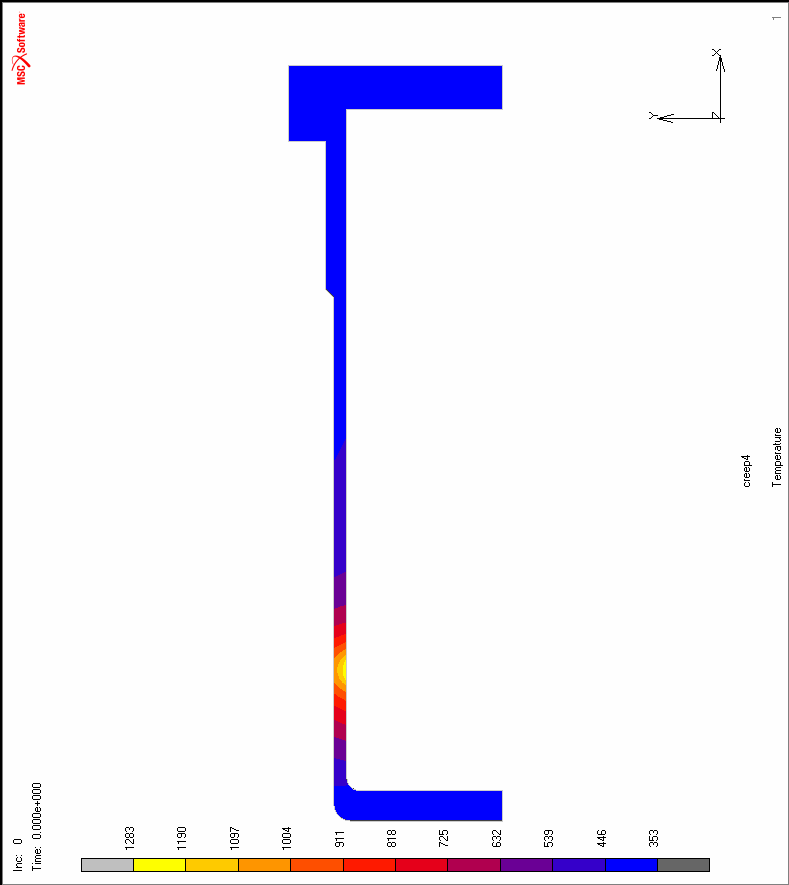 Inc: 0
Time: 0.000e+000
MSC Software
1283
1190
1097
1004
911
818
725
632
539
446
353
Y
Z
X
creep4
Temperature
1